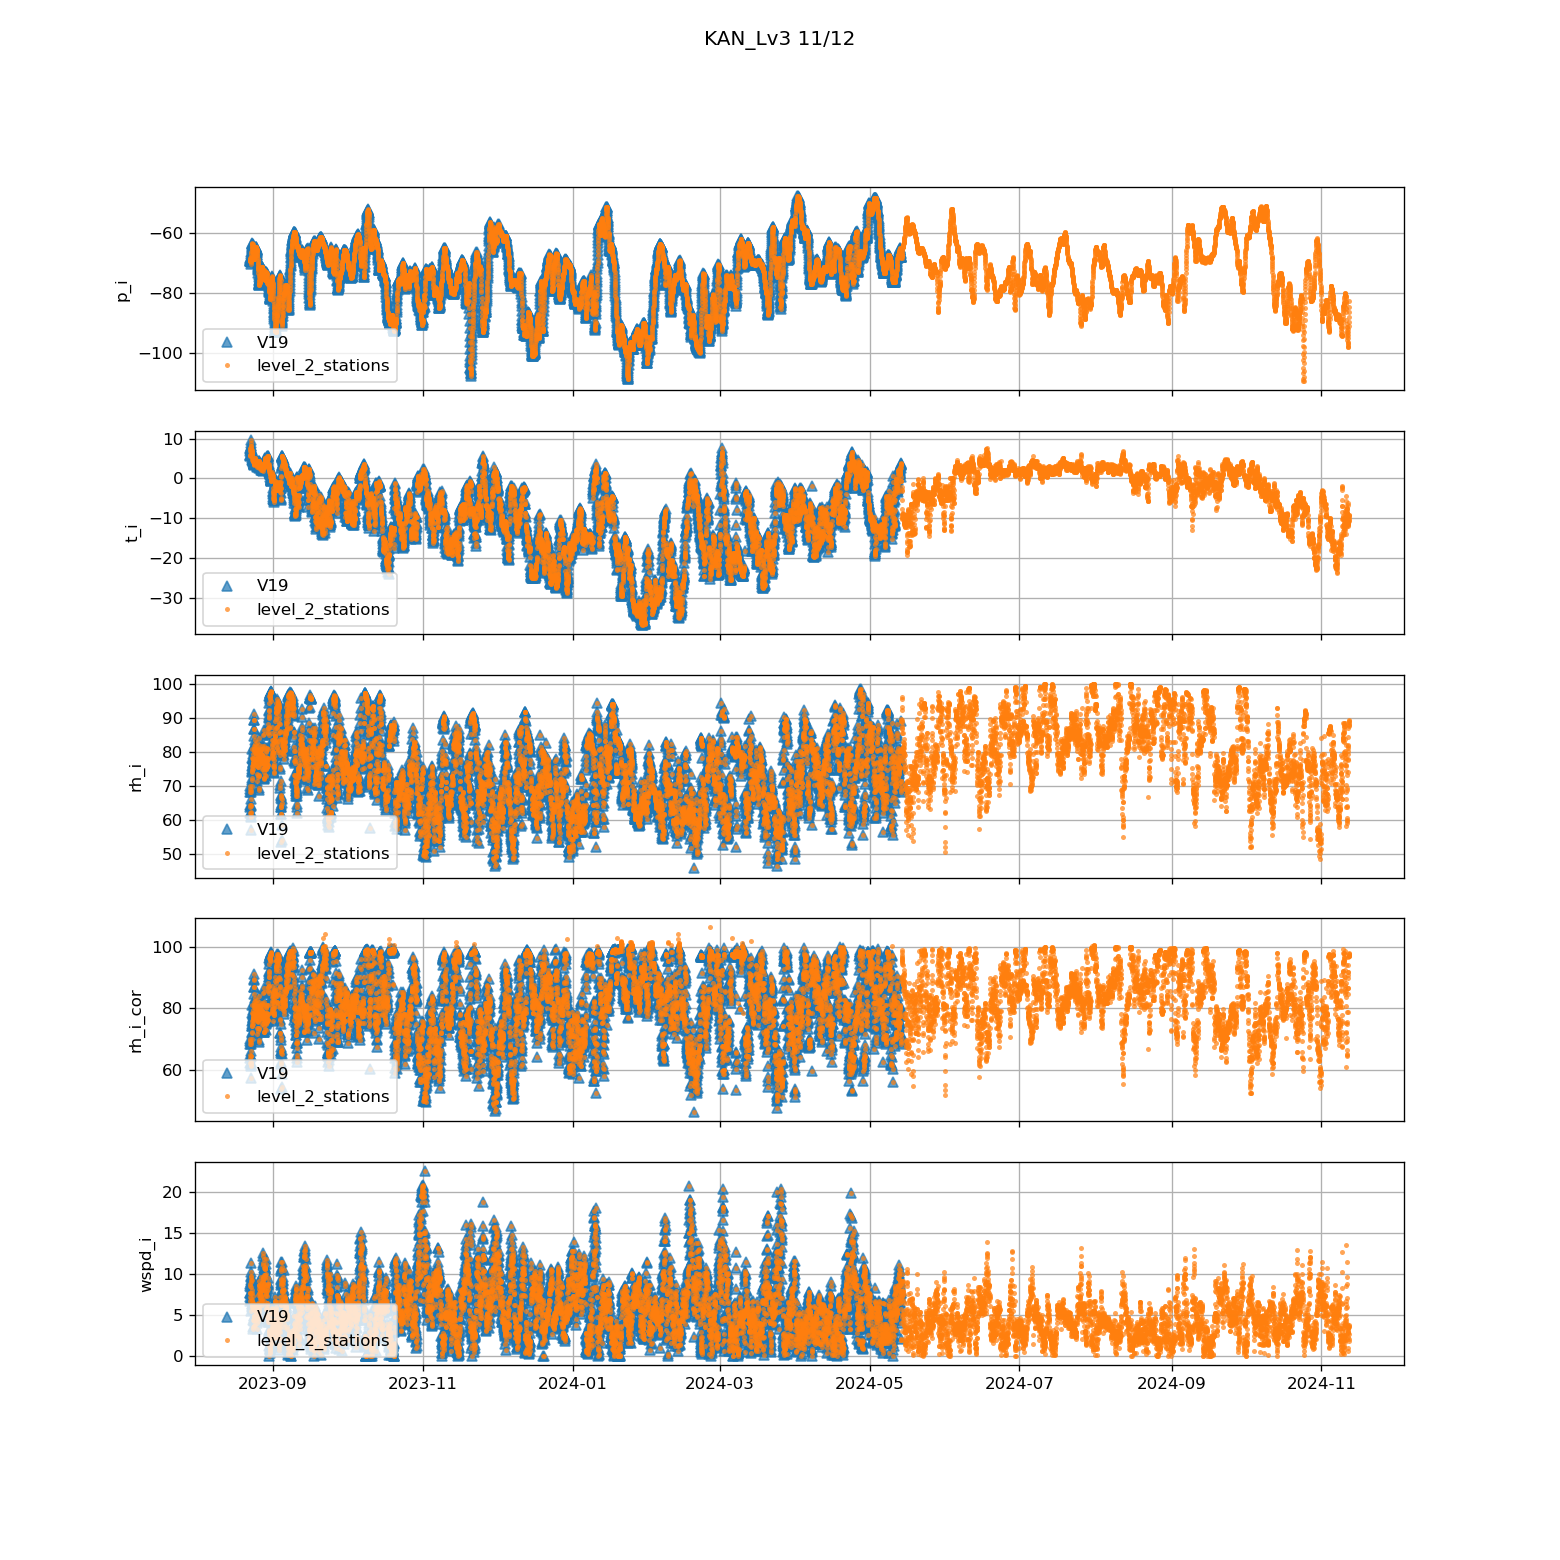 KAN_Lv3 11/12
−60
−80
−100
p_i
V19
level_2_stations
10
0
−10
−20
−30
t_i
V19
level_2_stations
100
90
80
70
60
50
rh_i
V19
level_2_stations
100
80
60
rh_i_cor
V19
level_2_stations
20
15
10
5
0
wspd_i
V19
level_2_stations
2023-09
2023-11
2024-01
2024-03
2024-05
2024-07
2024-09
2024-11